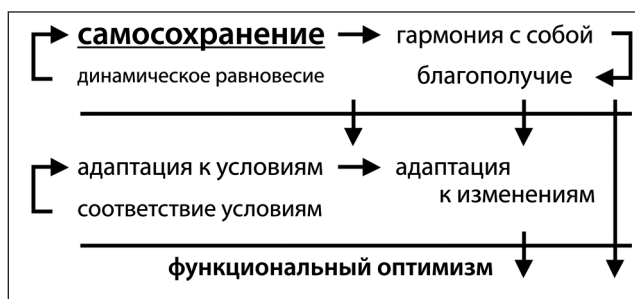 самосохранение
гармония с собой
динамическое равновесие
благополучие
адаптация к условиям
адаптация
к изменениям
соответствие условиям
функциональный оптимизм